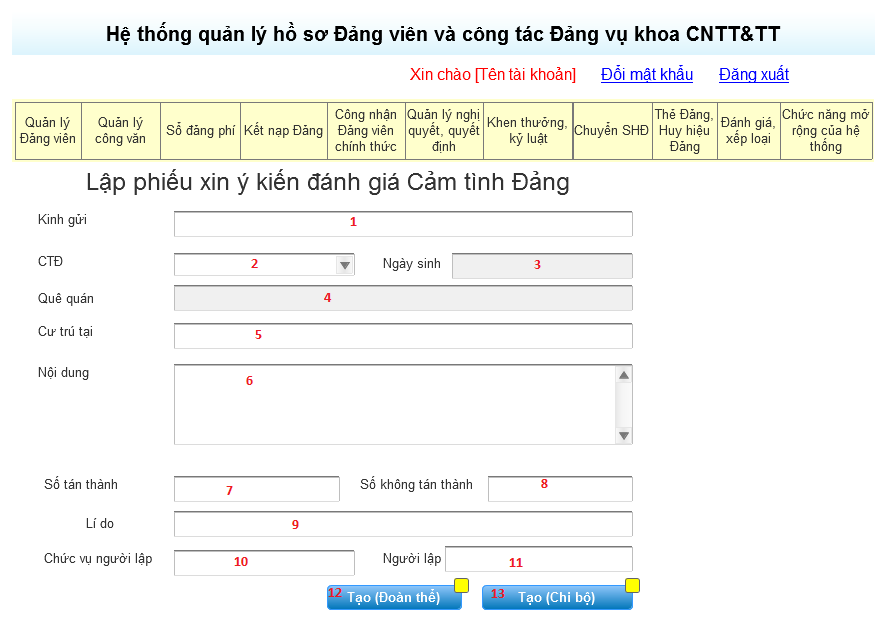 Hệ thống quản lý hồ sơ Đảng viên và công tác Đảng vụ khoa CNTT&TT
Xin chào [Tên tài khoản] Đổi mật khẩu Đăng xuất
Quản lý
Đảng viên
Quản lý
công văn
Sổ đảng phí
Kết nạp Đảng
Công nhận
Đảng viên
chính thức
Quản lý nghị
quyết, quyết
định
Khen thưởng,
kỷ luật
Chuyển SHĐ
Thẻ Đảng,
Huy hiệu
Đảng
Đánh giá,
xếp loại
Chức năng mở
rộng của hệ
thống
Lập phiếu xin ý kiến đánh giá Cảm tình Đảng
Kinh gửi 1
CTĐ 2 Ngày sinh 3
Quê quán 4
Cư trú tại 5
Nội dung 6
Số tán thành 7 Số không tán thành 8
Lí do 9
Chức vụ người lập 10 Người lập 11
12 Tạo (Đoàn thể) 13 Tạo (Chi bộ)